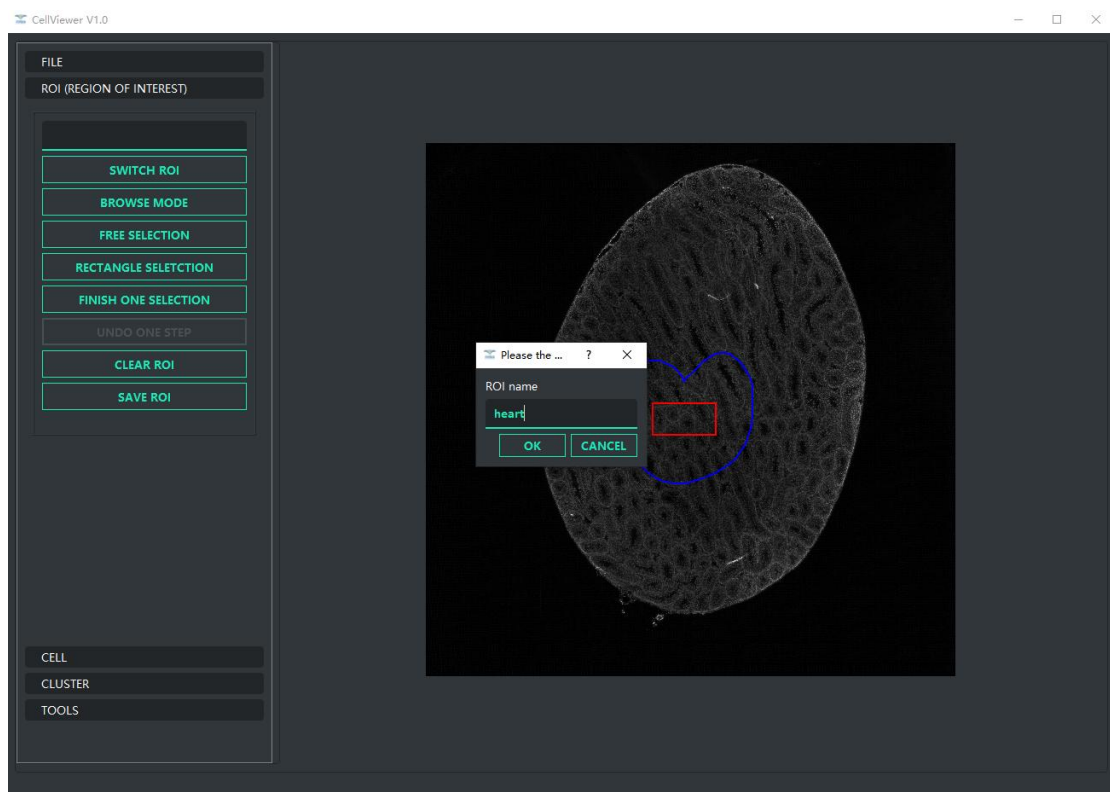 CellViewer V1.0
FILE
ROI (REGION OF INTEREST)
SWITCH ROI
BROWSE MODE
FREE SELECTION
RECTANGLE SELETCTION
FINISH ONE SELECTION
UNDO ONE STEP
CLEAR ROI
SAVE ROI
CELL
CLUSTER
TOOLS
Please the ... ?
ROI name
heart
OK CANCEL